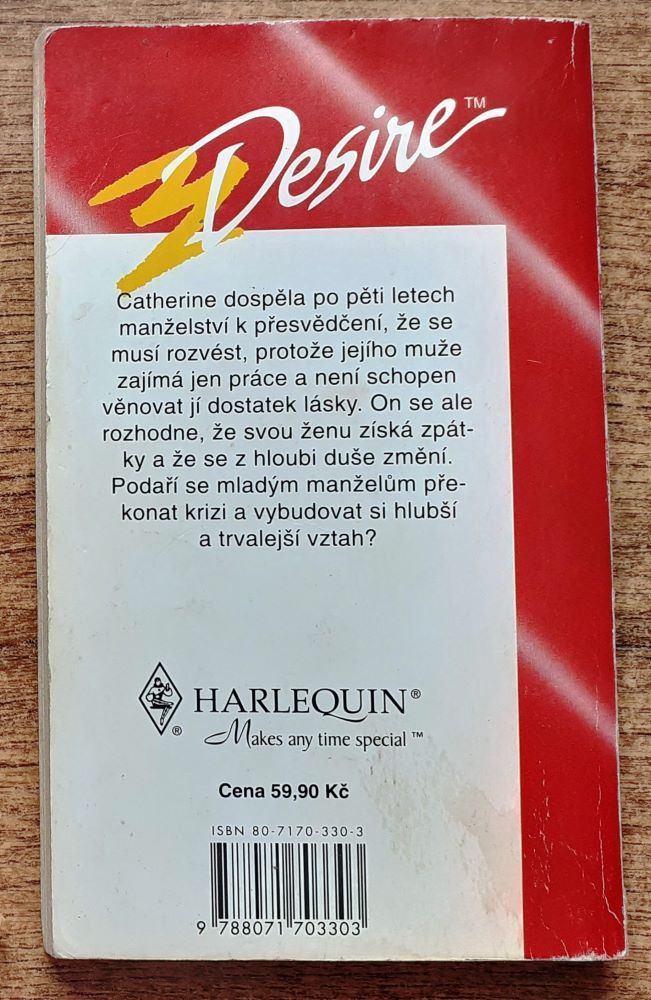 Desire™
Catherine dospěla po pěti letech
manželství k přesvědčení, že se
musí rozvést, protože jejího muže
zajímá jen práce a není schopen
věnovat jí dostatek lásky. On se ale
rozhodne, že svou ženu získá zpát-
ky a že se z hloubi duše změní.
Podaří se mladým manželům pře-
konat krizi a vybudovat si hlubší
a trvalejší vztah?
HARLEQUIN®
®
Makes any time special™
Cena 59,90 Kč
ISBN 80-7170-330-3
9 788071 703303